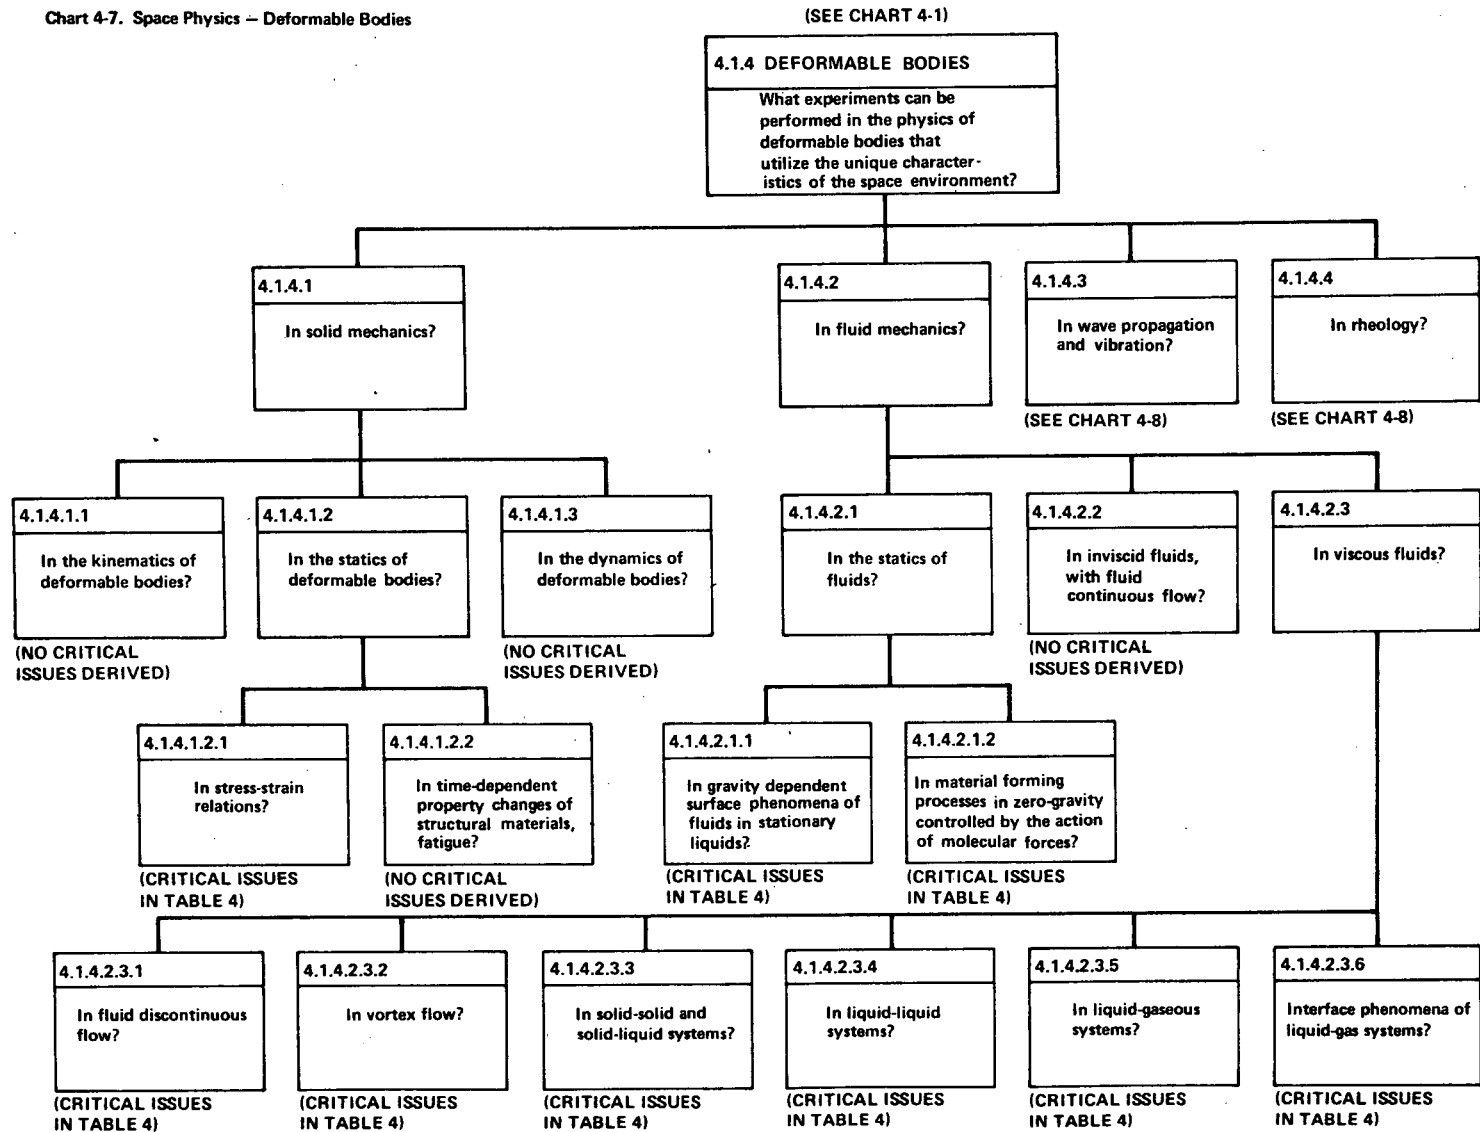 Chart 4-7. Space Physics — Deformable Bodies
(SEE CHART 4-1)
4.1.4 DEFORMABLE BODIES
What experiments can be
performed in the physics of
deformable bodies that
utilize the unique character-
istics of the space environment?
4.1.4.1
In solid mechanics?
4.1.4.2
In fluid mechanics?
4.1.4.3
In wave propagation
and vibration?
(SEE CHART 4-8)
4.1.4.4
In rheology?
(SEE CHART 4-8)
4.1.4.1.1
In the kinematics of
deformable bodies?
(NO CRITICAL
ISSUES DERIVED)
4.1.4.1.2
In the statics of
deformable bodies?
4.1.4.1.3
In the dynamics of
deformable bodies?
(NO CRITICAL
ISSUES DERIVED)
4.1.4.2.1
In the statics of
fluids?
4.1.4.2.2
In inviscid fluids,
with fluid
continuous flow?
(NO CRITICAL
ISSUES DERIVED)
4.1.4.2.3
In viscous fluids?
4.1.4.1.2.1
In stress-strain
relations?
(CRITICAL ISSUES
IN TABLE 4)
4.1.4.1.2.2
In time-dependent
property changes of
structural materials,
fatigue?
(NO CRITICAL
ISSUES DERIVED)
4.1.4.2.1.1
In gravity dependent
surface phenomena of
fluids in stationary
liquids?
(CRITICAL ISSUES
IN TABLE 4)
4.1.4.2.1.2
In material forming
processes in zero-gravity
controlled by the action
of molecular forces?
(CRITICAL ISSUES
IN TABLE 4)
4.1.4.2.3.1
In fluid discontinuous
flow?
(CRITICAL ISSUES
IN TABLE 4)
4.1.4.2.3.2
In vortex flow?
(CRITICAL ISSUES
IN TABLE 4)
4.1.4.2.3.3
In solid-solid and
solid-liquid systems?
(CRITICAL ISSUES
IN TABLE 4)
4.1.4.2.3.4
In liquid-liquid
systems?
(CRITICAL ISSUES
IN TABLE 4)
4.1.4.2.3.5
In liquid-gaseous
systems?
(CRITICAL ISSUES
IN TABLE 4)
4.1.4.2.3.6
Interface phenomena of
liquid-gas systems?
(CRITICAL ISSUES
IN TABLE 4)